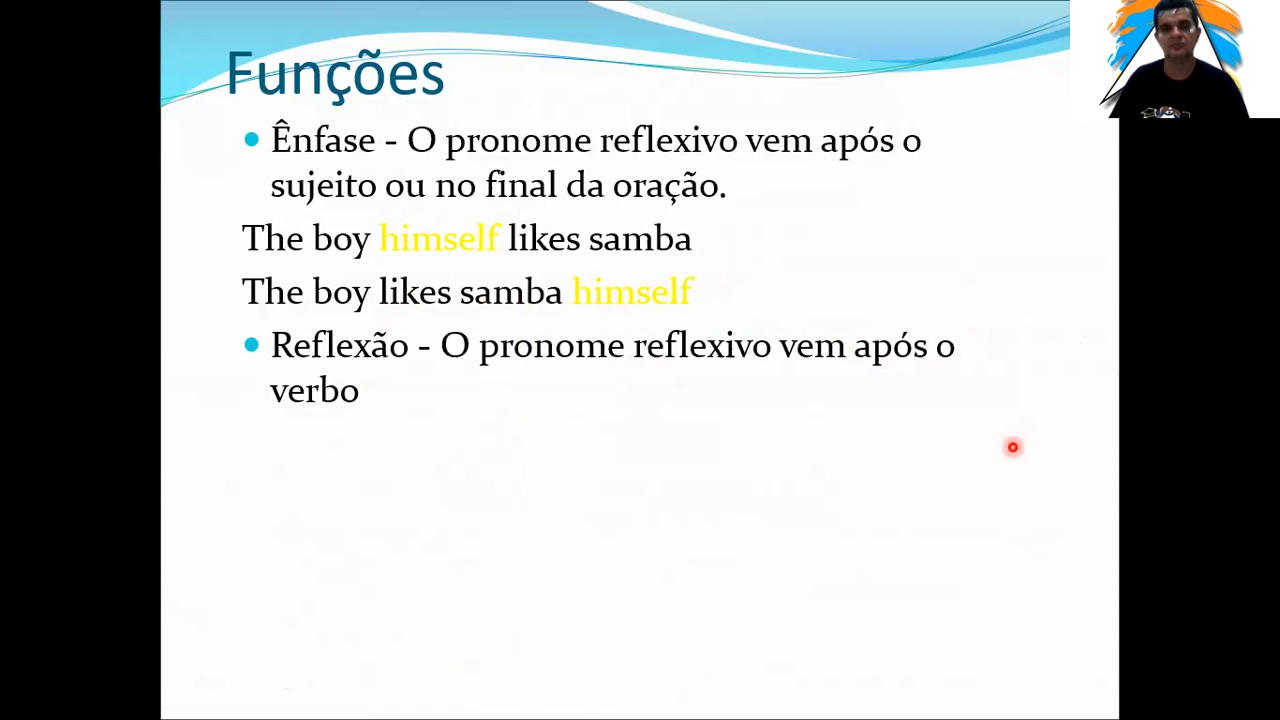 Funções
Ênfase - O pronome reflexivo vem após o
sujeito ou no final da oração.
The boy himself likes samba
The boy likes samba himself
Reflexão - O pronome reflexivo vem após o
verbo